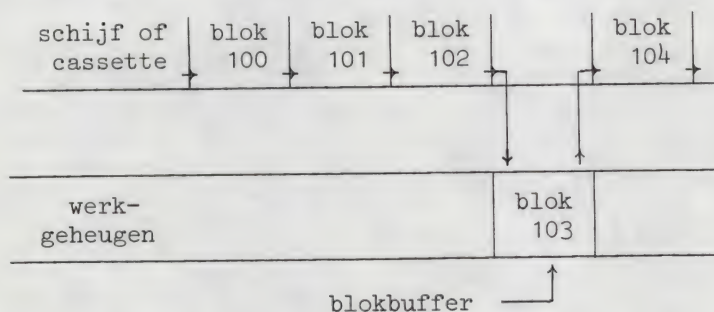 schijf of
cassette
blok
100
blok
101
blok
102
blok
104
werk-
geheugen
blok
103
blokbuffer